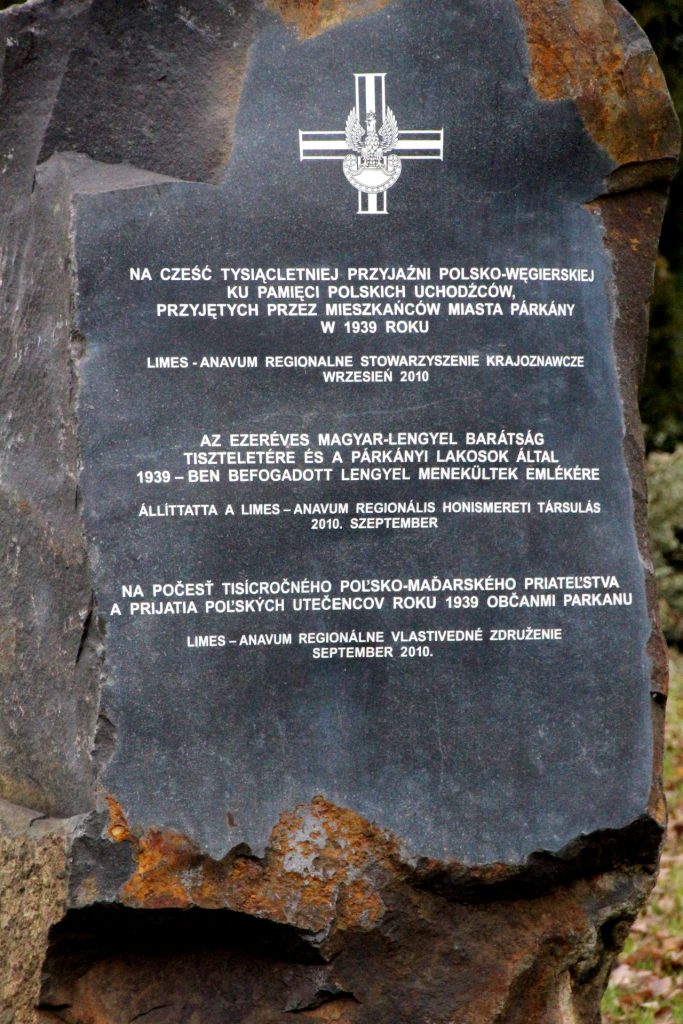 NA CZEŚĆ TYSIĄCLETNIEJ PRZYJAŹNI POLSKO-WĘGIERSKIEJ
KU PAMIĘCI POLSKICH UCHODŹCÓW,
PRZYJĘTYCH PRZEZ MIESZKAŃCÓW MIASTA PÁRKÁNY
W 1939 ROKU
LIMES - ANAVUM REGIONALNE STOWARZYSZENIE KRAJOZNAWCZE
WRZESIEŃ 2010
AZ EZERÉVES MAGYAR-LENGYEL BARÁTSÁG
TISZTELETÉRE ÉS A PÁRKÁNYI LAKOSOK ÁLTAL
1939 – BEN BEFOGADOTT LENGYEL MENEKÜLTEK EMLÉKÉRE
ÁLLÍTTATTA A LIMES – ANAVUM REGIONÁLIS HONISMERETI TÁRSULÁS
2010. SZEPTEMBER
NA POČESŤ TISÍCROČNÉHO POĽSKO-MAĎARSKÉHO PRIATEĽSTVA
A PRIJATIA POĽSKÝCH UTEČENCOV ROKU 1939 OBČANMI PARKANU
LIMES – ANAVUM REGIONÁLNE VLASTIVEDNÉ ZDRUŽENIE
SEPTEMBER 2010.